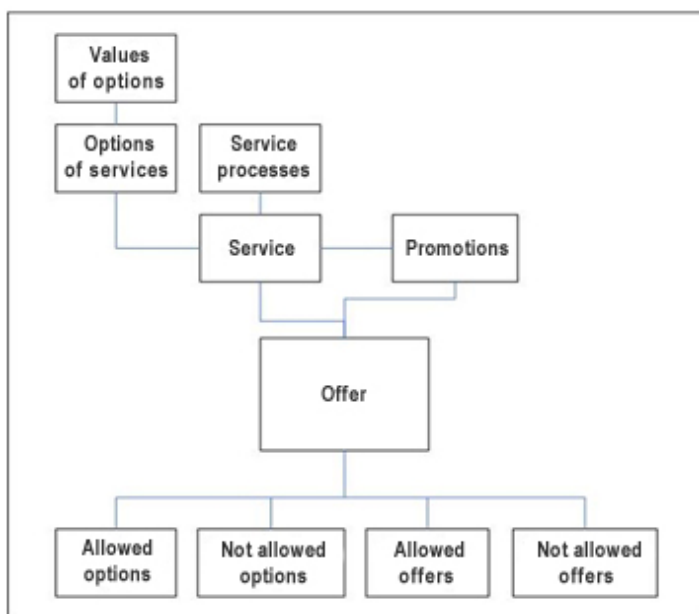 Values
of options
Options
of services
Service
processes
Service
Promotions
Offer
Allowed
options
Not allowed
options
Allowed
offers
Not allowed
offers